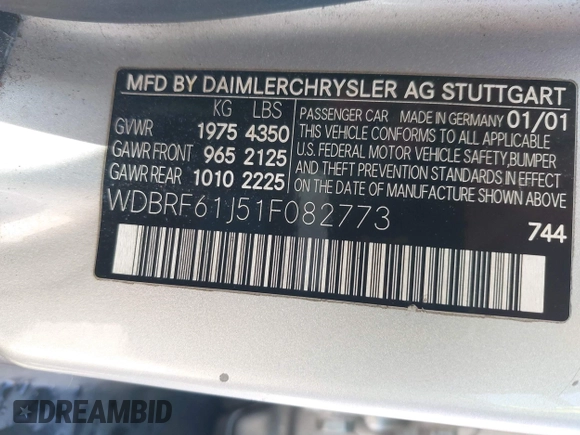 MFD BY DAIMLERCHRYSLER AG STUTTGART
KG LBS
GVWR 1975 4350
GAWR FRONT 965 2125
GAWR REAR 1010 2225
PASSENGER CAR MADE IN GERMANY 01/01
THIS VEHICLE CONFORMS TO ALL APPLICABLE
U.S. FEDERAL MOTOR VEHICLE SAFETY, BUMPER
AND THEFT PREVENTION STANDARDS IN EFFECT
ON THE DATE OF MANUFACTURE SHOWN ABOVE.
WDBRF61J51F082773
744
DREAMBID